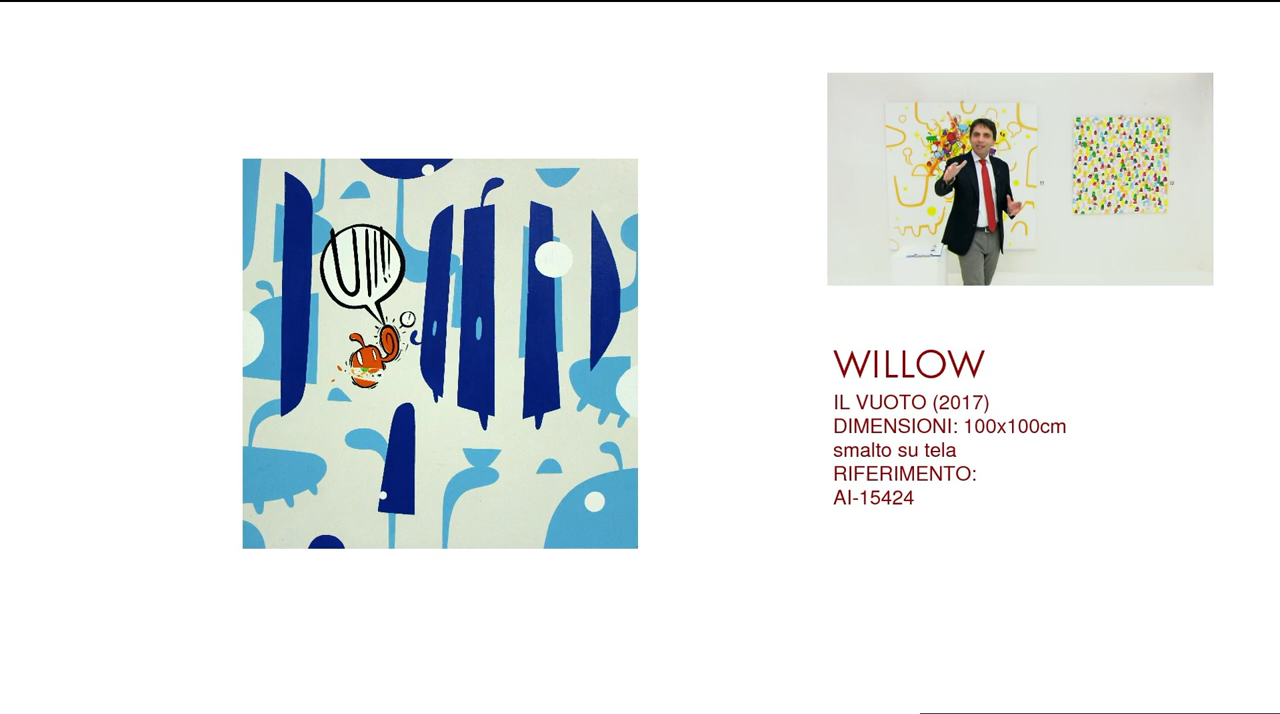 WILLOW
IL VUOTO (2017)
DIMENSIONI: 100x100cm
smalto su tela
RIFERIMENTO:
AI-15424